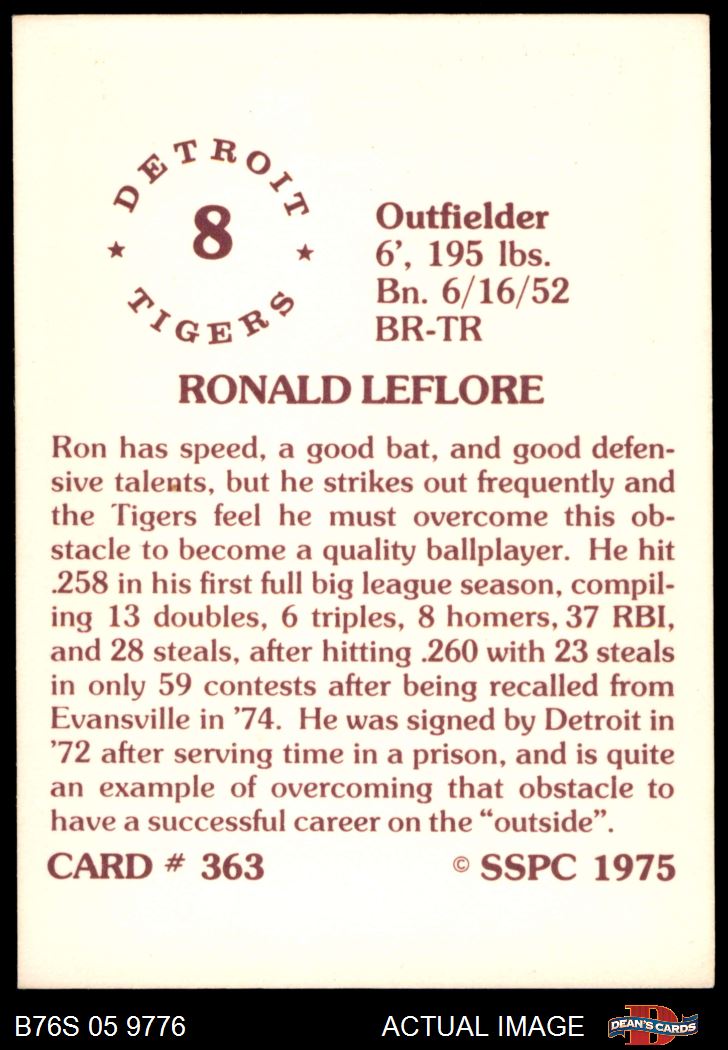 DETROIT
8
TIGERS
Outfielder
6', 195 lbs.
Bn. 6/16/52
BR-TR
RONALD LEFLORE
Ron has speed, a good bat, and good defen-
sive talents, but he strikes out frequently and
the Tigers feel he must overcome this ob-
stacle to become a quality ballplayer. He hit
.258 in his first full big league season, compil-
ing 13 doubles, 6 triples, 8 homers, 37 RBI,
and 28 steals, after hitting .260 with 23 steals
in only 59 contests after being recalled from
Evansville in '74. He was signed by Detroit in
'72 after serving time in a prison, and is quite
an example of overcoming that obstacle to
have a successful career on the "outside".
CARD # 363 © SSPC 1975
B76S 05 9776 ACTUAL IMAGE D DEAN'S CARDS